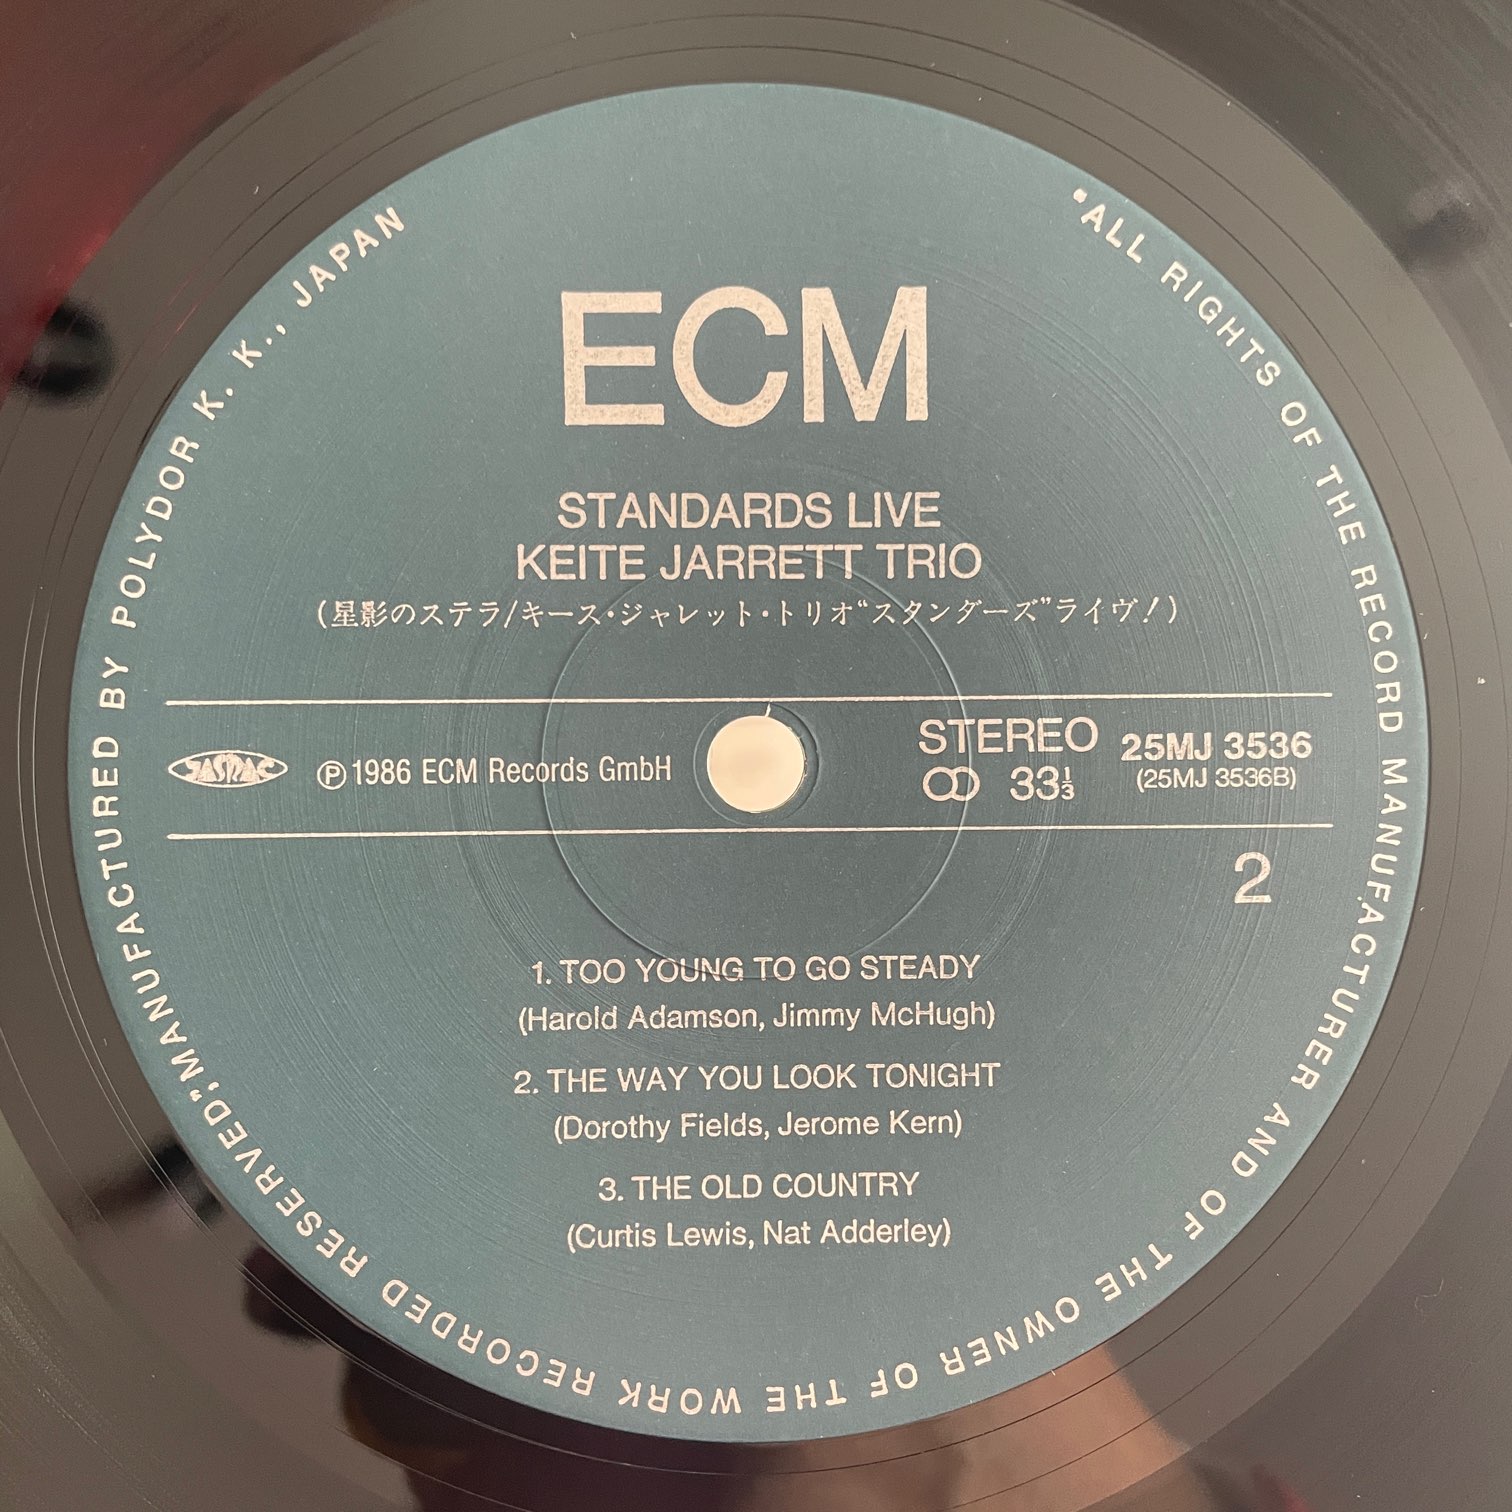 ECM
STANDARDS LIVE
KEITE JARRETT TRIO
(星影のステラ/キース・ジャレット・トリオ“スタンダーズ”ライヴ!)
JASRAC
Ⓟ1986 ECM Records GmbH
STEREO
33⅓
25MJ 3536
(25MJ 3536B)
2
1. TOO YOUNG TO GO STEADY
(Harold Adamson, Jimmy McHugh)
2. THE WAY YOU LOOK TONIGHT
(Dorothy Fields, Jerome Kern)
3. THE OLD COUNTRY
(Curtis Lewis, Nat Adderley)
“ALL RIGHTS OF THE RECORD MANUFACTURER AND OF THE OWNER OF THE WORK RECORDED RESERVED,”MANUFACTURED BY POLYDOR K. K., JAPAN